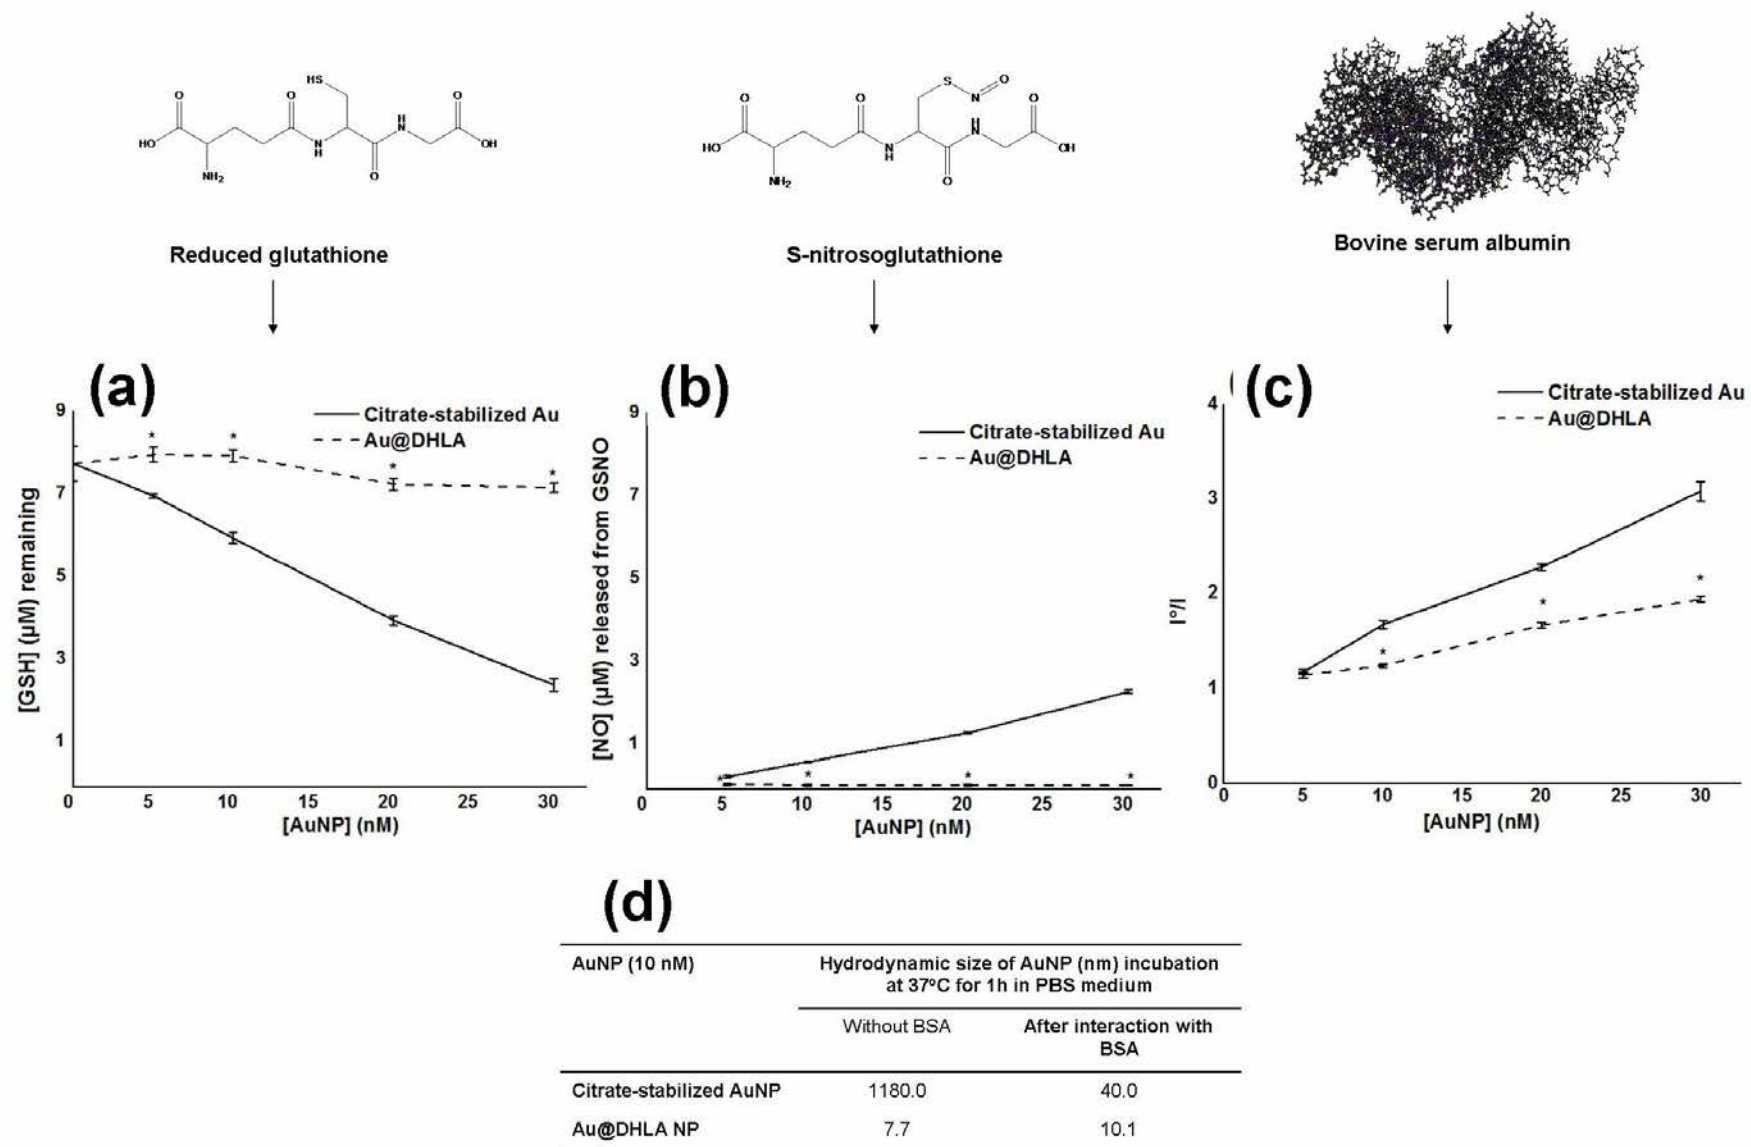 HS
O
O
O
HO
N
H
H
N
OH
NH2
O
Reduced glutathione
S
O
N
O
O
O
HO
N
H
H
N
OH
NH2
O
S-nitrosoglutathione
Bovine serum albumin
(a)
Citrate-stabilized Au
Au@DHLA
[GSH] (µM) remaining
9
7
5
3
1
* * * *
0 5 10 15 20 25 30
[AuNP] (nM)
(b)
Citrate-stabilized Au
Au@DHLA
[NO] (µM) released from GSNO
9
7
5
3
1
* * * *
0 5 10 15 20 25 30
[AuNP] (nM)
(c)
Citrate-stabilized Au
Au@DHLA
I°/I
4
3
2
1
0
* * *
0 5 10 15 20 25 30
[AuNP] (nM)
(d)
AuNP (10 nM) Hydrodynamic size of AuNP (nm) incubation
at 37ºC for 1h in PBS medium
Without BSA After interaction with
BSA
Citrate-stabilized AuNP 1180.0 40.0
Au@DHLA NP 7.7 10.1